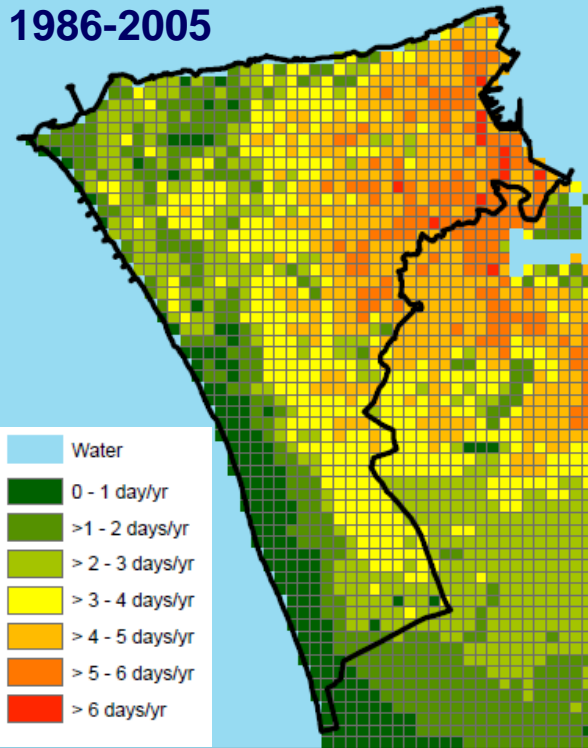 1986-2005
Water
0 - 1 day/yr
>1 - 2 days/yr
> 2 - 3 days/yr
> 3 - 4 days/yr
> 4 - 5 days/yr
> 5 - 6 days/yr
> 6 days/yr